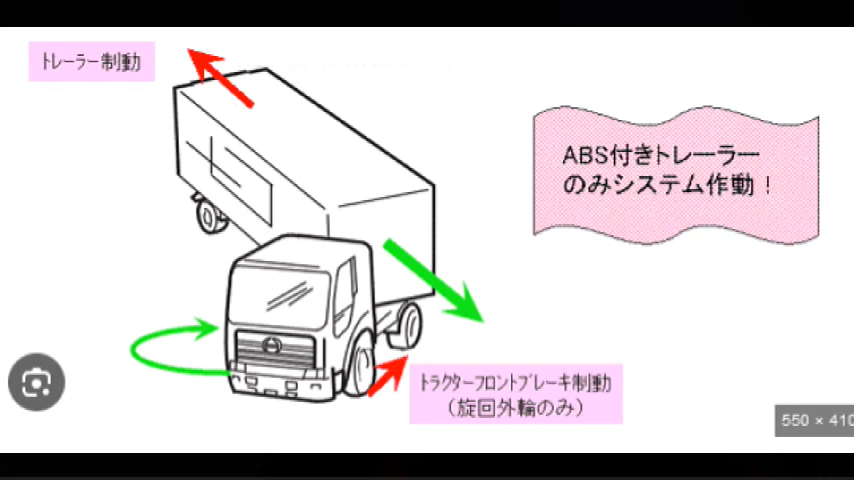 トレーラー制動
ABS付きトレーラー
のみシステム作動！
トラクターフロントブレーキ制動
（旋回外輪のみ）
550 × 410